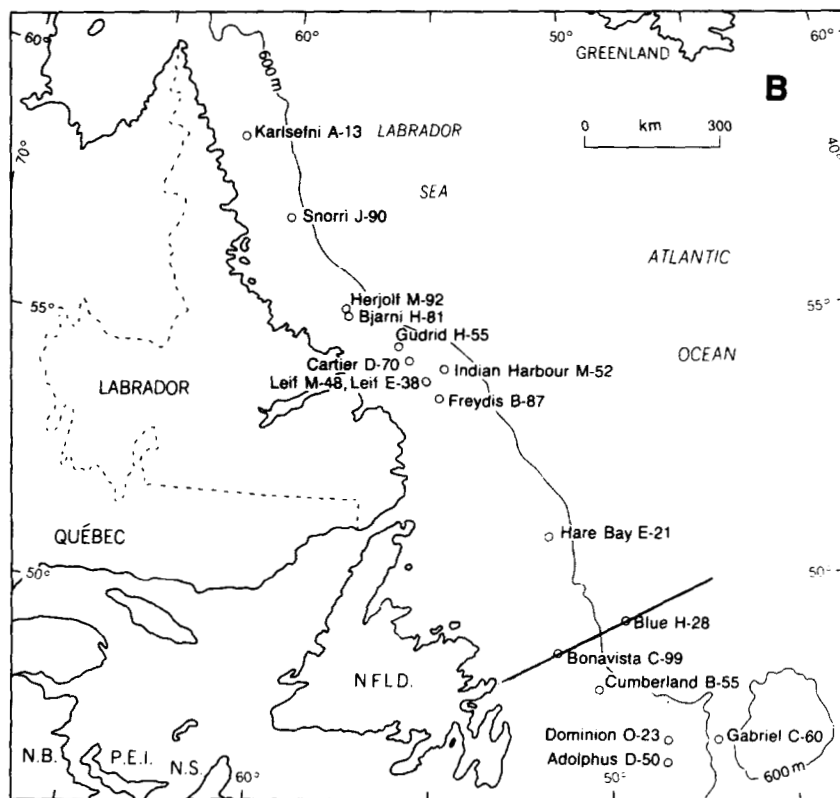 60°
60°
50°
60°
GREENLAND
600 m
B
0 km 300
Karlsefni A-13
LABRADOR
70°
40°
SEA
Snorri J-90
ATLANTIC
55°
Herjolf M-92
55°
Bjarni H-81
Gudrid H-55
OCEAN
Cartier D-70
Indian Harbour M-52
LABRADOR
Leif M-48, Leif E-38
Freydis B-87
QUÉBEC
Hare Bay E-21
50°
50°
Blue H-28
Bonavista C-99
NFLD.
Cumberland B-55
Dominion O-23
Gabriel C-60
N.B.
P.E.I.
N.S.
Adolphus D-50
60°
50°
600 m